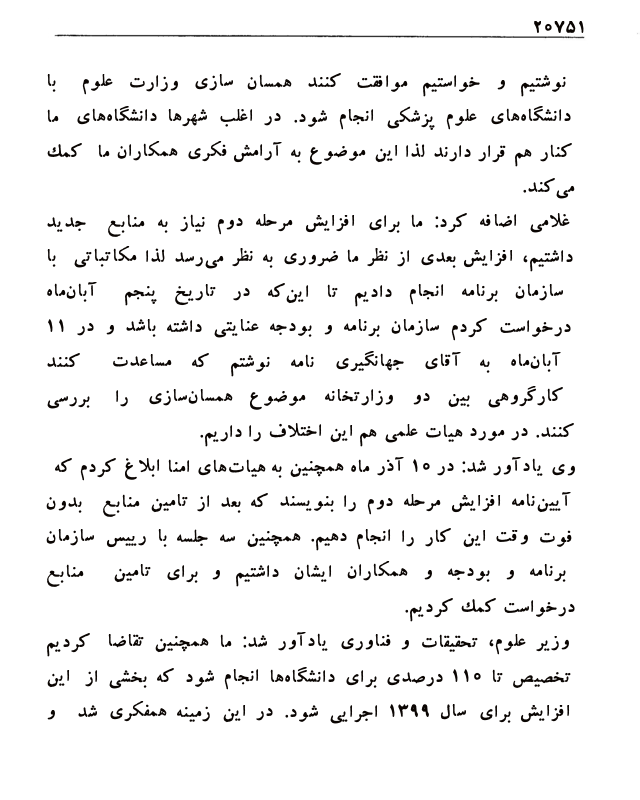 ۲۰۷۵۱
نوشتیم و خواستیم موافقت کنند همسان سازی وزارت علوم با
دانشگاه‌های علوم پزشکی انجام شود. در اغلب شهرها دانشگاه‌های ما
کنار هم قرار دارند لذا این موضوع به آرامش فکری همکاران ما کمک
می‌کند.
غلامی اضافه کرد: ما برای افزایش مرحله دوم نیاز به منابع جدید
داشتیم، افزایش بعدی از نظر ما ضروری به نظر می‌رسد لذا مکاتباتی با
سازمان برنامه انجام دادیم تا این‌که در تاریخ پنجم آبان‌ماه
درخواست کردم سازمان برنامه و بودجه عنایتی داشته باشد و در ۱۱
آبان‌ماه به آقای جهانگیری نامه نوشتم که مساعدت کنند
کارگروهی بین دو وزارتخانه موضوع همسان‌سازی را بررسی
کنند. در مورد هیات علمی هم این اختلاف را داریم.
وی یادآور شد: در ۱۰ آذر ماه همچنین به هیات‌های امنا ابلاغ کردم که
آیین‌نامه افزایش مرحله دوم را بنویسند که بعد از تامین منابع بدون
فوت وقت این کار را انجام دهیم. همچنین سه جلسه با رییس سازمان
برنامه و بودجه و همکاران ایشان داشتیم و برای تامین منابع
درخواست کمک کردیم.
وزیر علوم، تحقیقات و فناوری یادآور شد: ما همچنین تقاضا کردیم
تخصیص تا ۱۱۰ درصدی برای دانشگاه‌ها انجام شود که بخشی از این
افزایش برای سال ۱۳۹۹ اجرایی شود. در این زمینه همفکری شد و